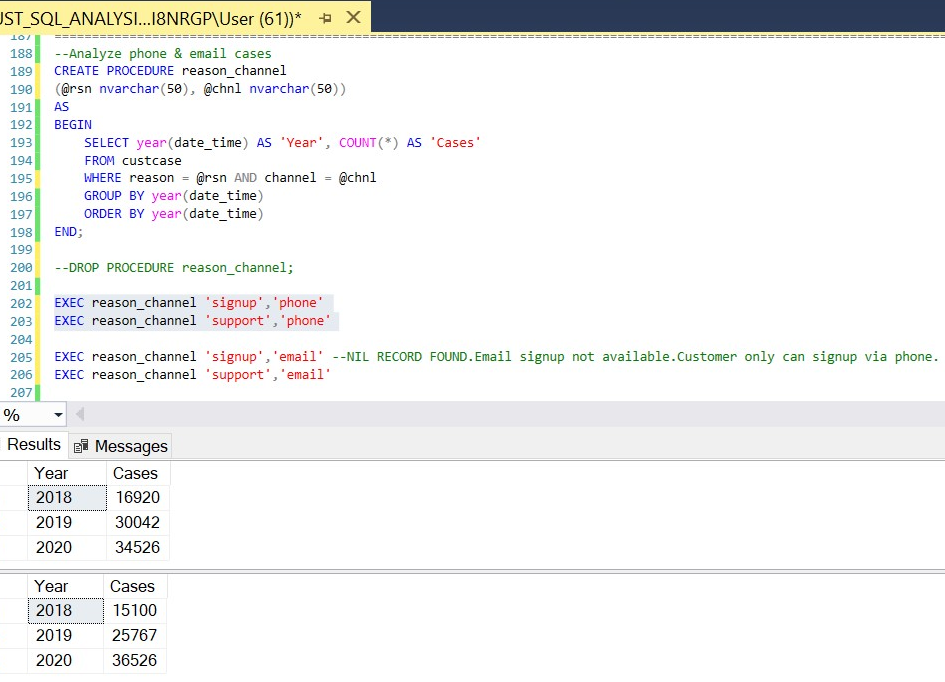 JST_SQL_ANALYSI...I8NRGP\User (61))*
187 ==============================================================================
188 --Analyze phone & email cases
189 CREATE PROCEDURE reason_channel
190 (@rsn nvarchar(50), @chnl nvarchar(50))
191 AS
192 BEGIN
193 SELECT year(date_time) AS 'Year', COUNT(*) AS 'Cases'
194 FROM custcase
195 WHERE reason = @rsn AND channel = @chnl
196 GROUP BY year(date_time)
197 ORDER BY year(date_time)
198 END;
199
200 --DROP PROCEDURE reason_channel;
201
202 EXEC reason_channel 'signup','phone'
203 EXEC reason_channel 'support','phone'
204
205 EXEC reason_channel 'signup','email' --NIL RECORD FOUND.Email signup not available.Customer only can signup via phone.
206 EXEC reason_channel 'support','email'
207
%
Results Messages
Year Cases
2018 16920
2019 30042
2020 34526
Year Cases
2018 15100
2019 25767
2020 36526